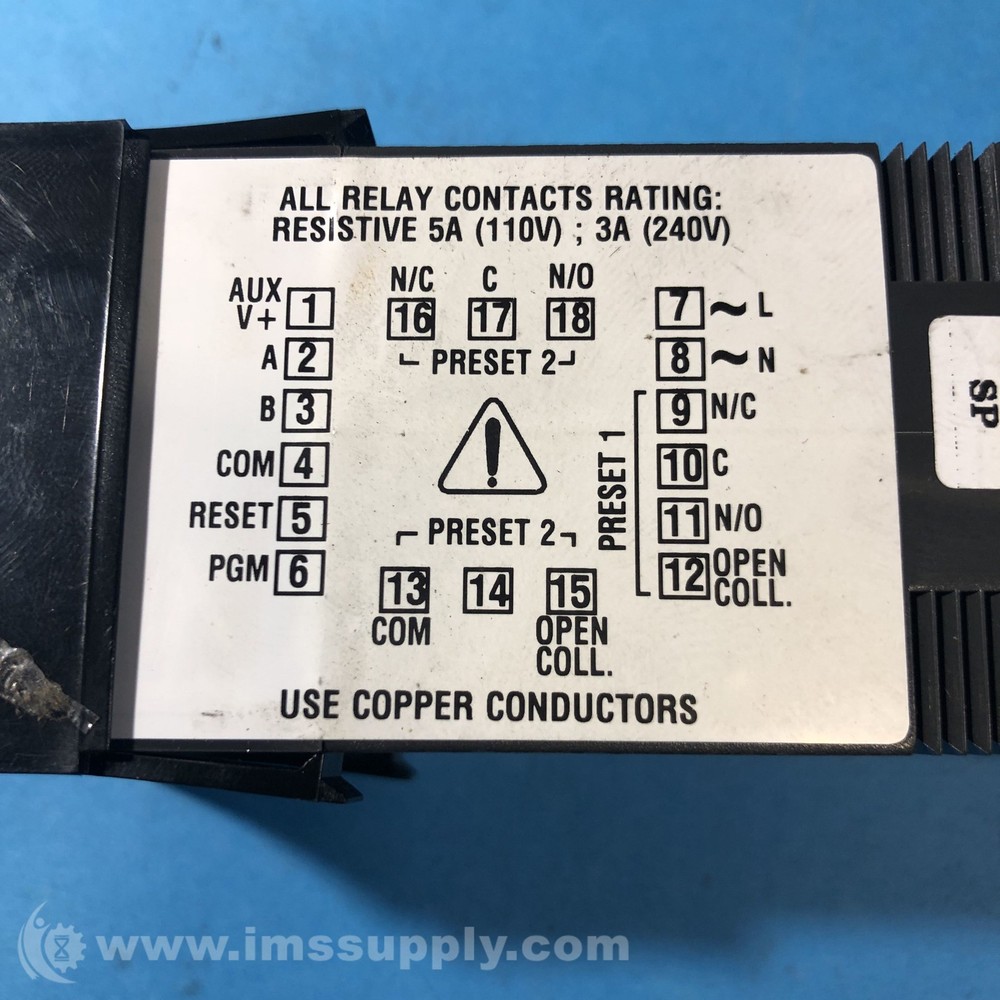 ALL RELAY CONTACTS RATING:
RESISTIVE 5A (110V) ; 3A (240V)
AUX
V+ 1
A 2
B 3
COM 4
RESET 5
PGM 6
N/C C N/O
16 17 18
PRESET 2
PRESET 2
13 14 15
COM OPEN
COLL.
7 ~ L
8 ~ N
PRESET 1
9 N/C
10 C
11 N/O
12 OPEN
COLL.
USE COPPER CONDUCTORS
SP
www.imssupply.com